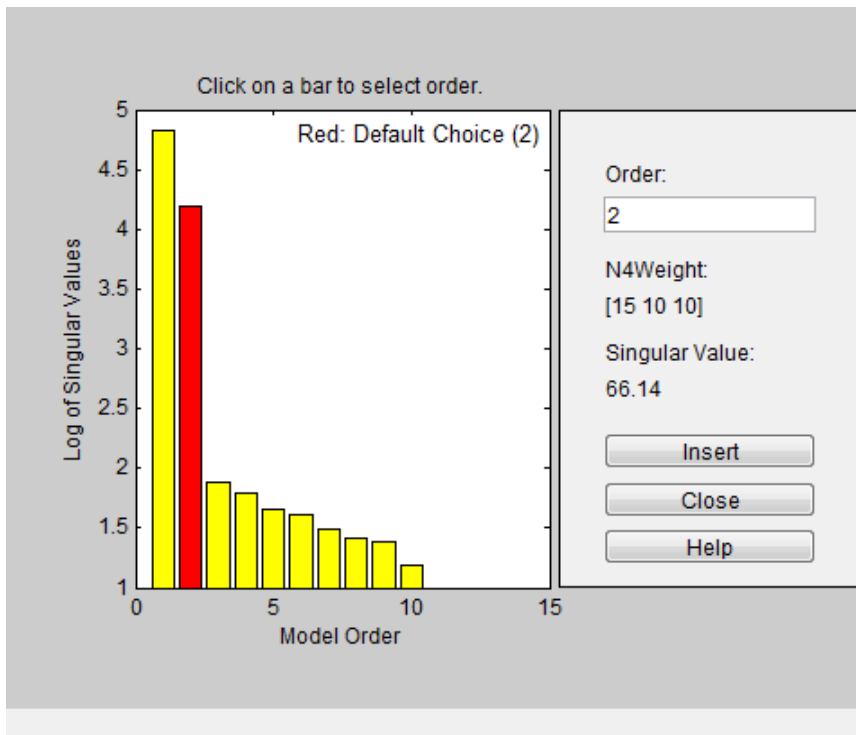 Click on a bar to select order.
Red: Default Choice (2)
5
4.5
4
3.5
3
2.5
2
1.5
1
Log of Singular Values
0
5
10
15
Model Order
Order:
2
N4Weight:
[15 10 10]
Singular Value:
66.14
Insert
Close
Help